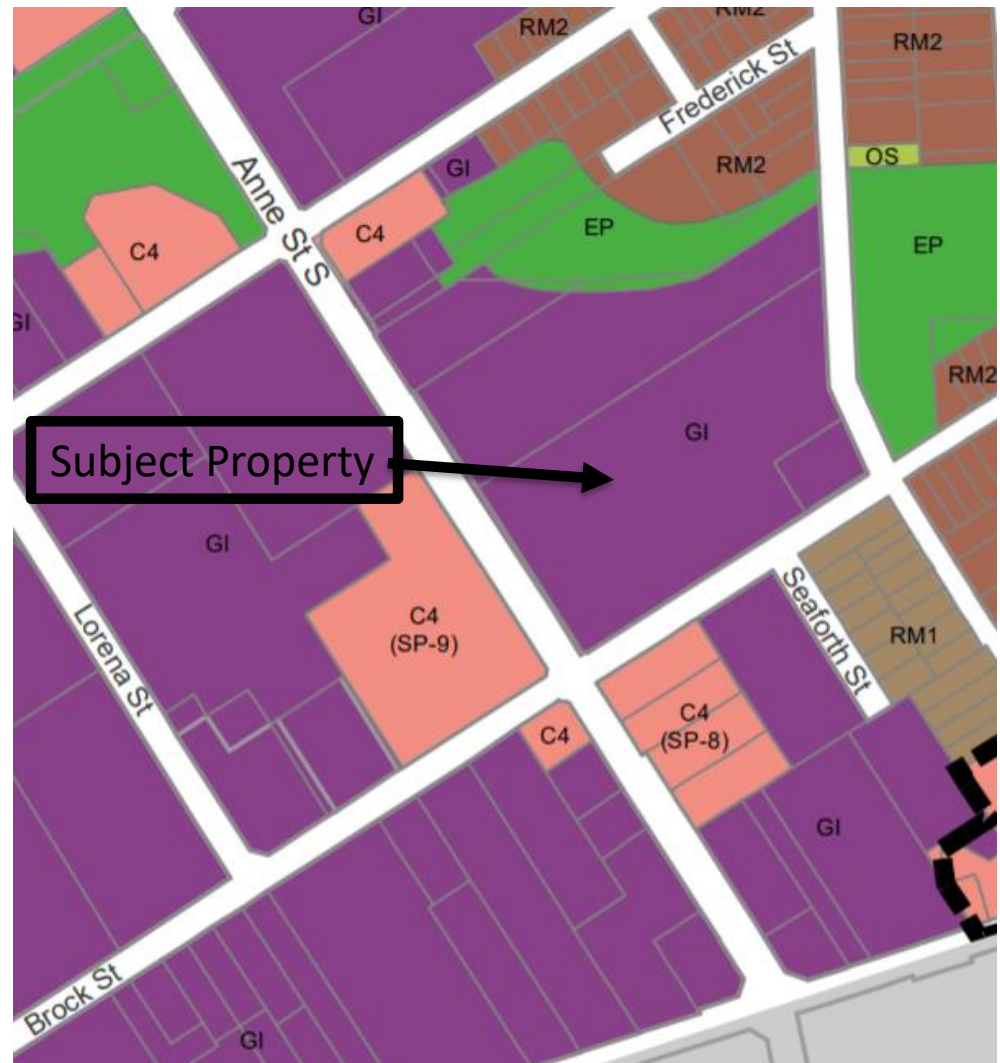 GI
RM2
RM2
RM2
Frederick St
OS
GI
RM2
Anne St S
C4
C4
EP
EP
GI
RM2
GI
Subject Property
GI
Seaforth St
C4
(SP-9)
RM1
Lorena St
C4
C4
(SP-8)
GI
Brock St
GI